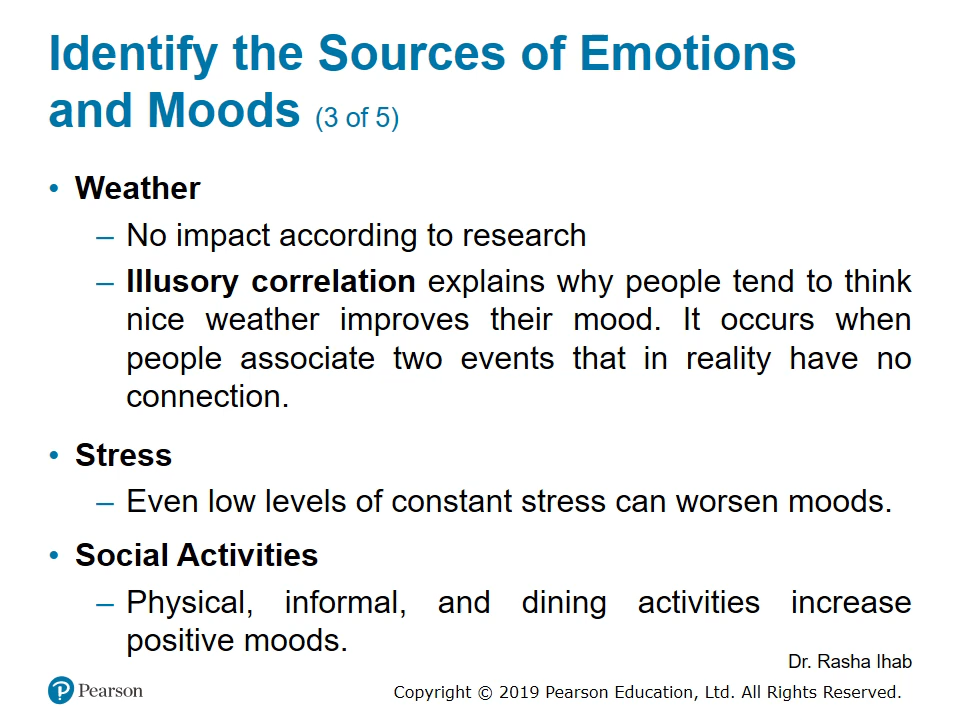 Identify the Sources of Emotions
and Moods (3 of 5)
• Weather
– No impact according to research
– Illusory correlation explains why people tend to think
nice weather improves their mood. It occurs when
people associate two events that in reality have no
connection.
• Stress
– Even low levels of constant stress can worsen moods.
• Social Activities
– Physical, informal, and dining activities increase
positive moods.
Dr. Rasha Ihab
P Pearson
Copyright © 2019 Pearson Education, Ltd. All Rights Reserved.